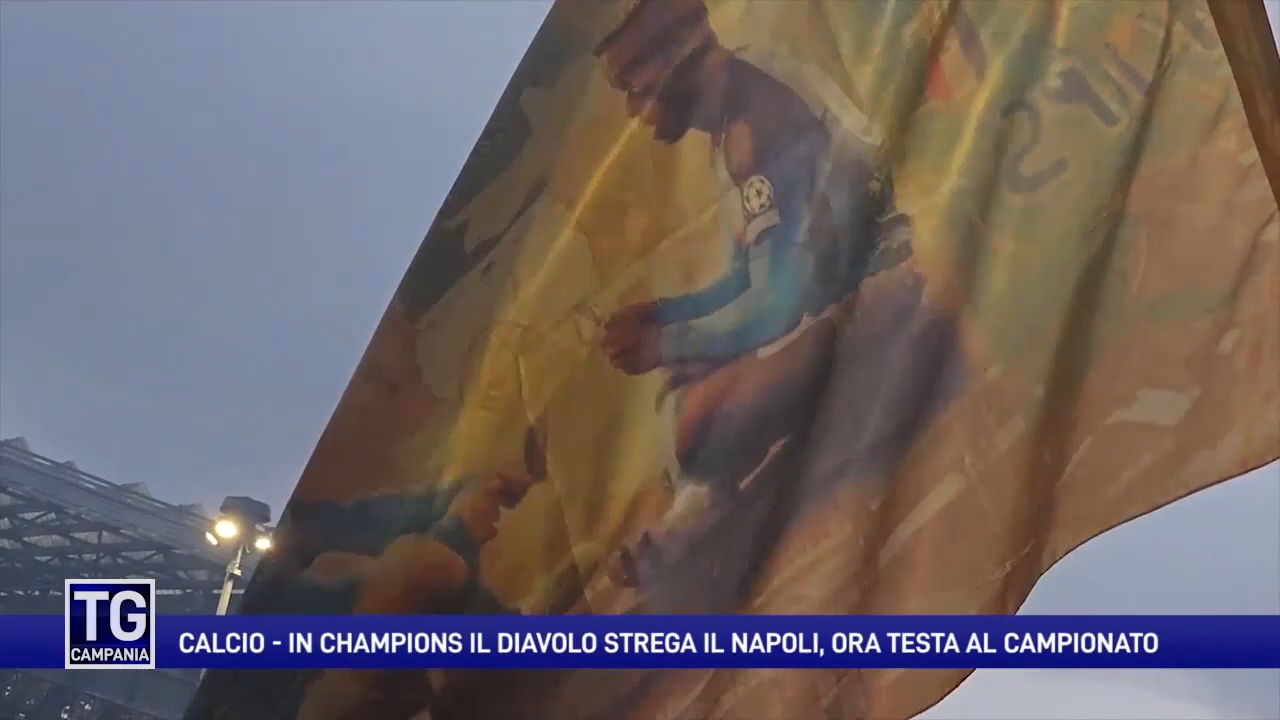 TG
CAMPANIA
CALCIO - IN CHAMPIONS IL DIAVOLO STREGA IL NAPOLI, ORA TESTA AL CAMPIONATO